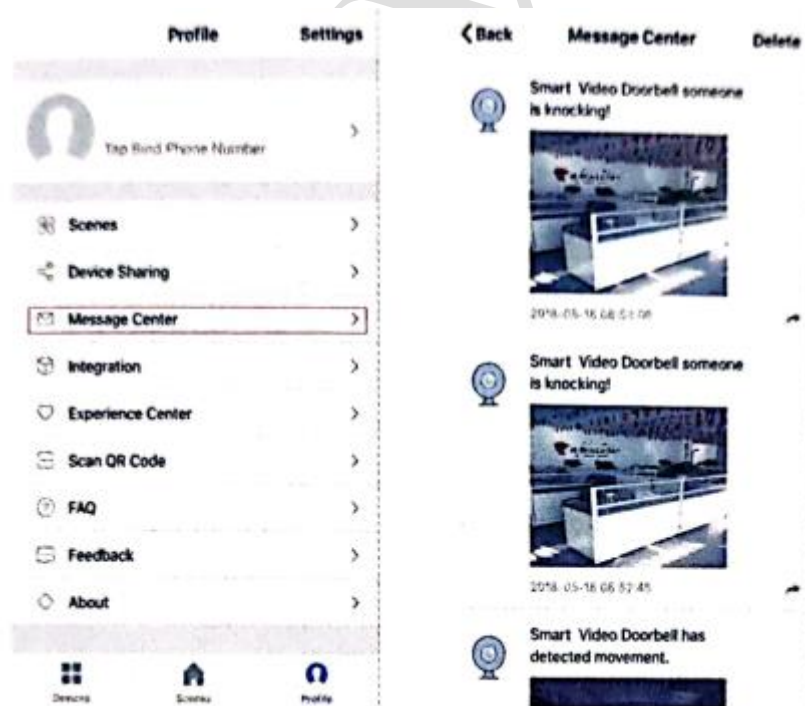 Profile
Settings
Tap Bind Phone Number
Scenes
Device Sharing
Message Center
Integration
Experience Center
Scan QR Code
FAQ
Feedback
About
Devices
Scenes
Profile
Back
Message Center
Delete
Smart Video Doorbell someone
is knocking!
Smart Video Doorbell someone
is knocking!
Smart Video Doorbell has
detected movement.